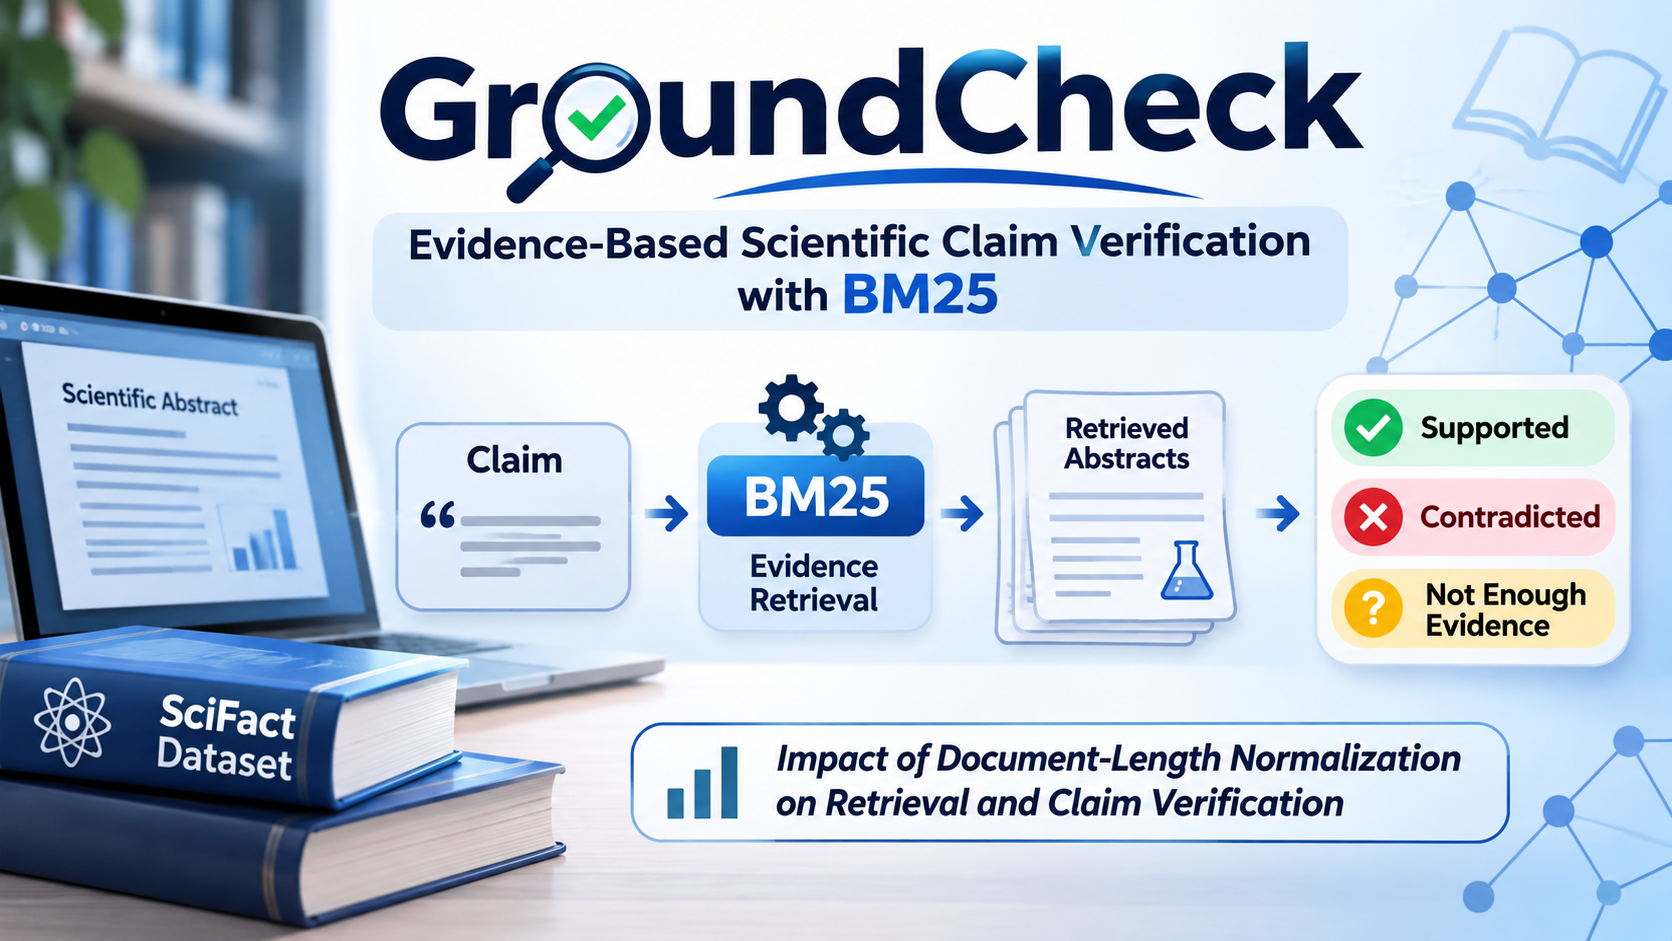 GroundCheck
Evidence-Based Scientific Claim Verification
with BM25
Scientific Abstract
Claim
“
BM25
Evidence
Retrieval
Retrieved
Abstracts
Supported
Contradicted
?
Not Enough
Evidence
SciFact
Dataset
Impact of Document-Length Normalization
on Retrieval and Claim Verification